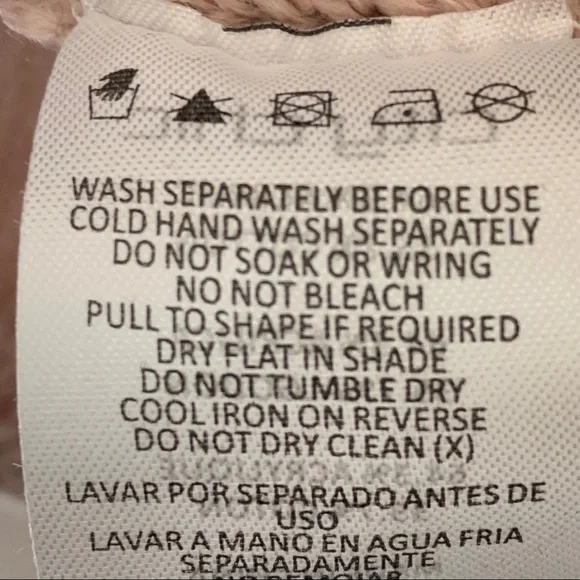 WASH SEPARATELY BEFORE USE
COLD HAND WASH SEPARATELY
DO NOT SOAK OR WRING
NO NOT BLEACH
PULL TO SHAPE IF REQUIRED
DRY FLAT IN SHADE
DO NOT TUMBLE DRY
COOL IRON ON REVERSE
DO NOT DRY CLEAN (X)
LAVAR POR SEPARADO ANTES DE
USO
LAVAR A MANO EN AGUA FRIA
SEPARADAMENTE
NO REMOJAR